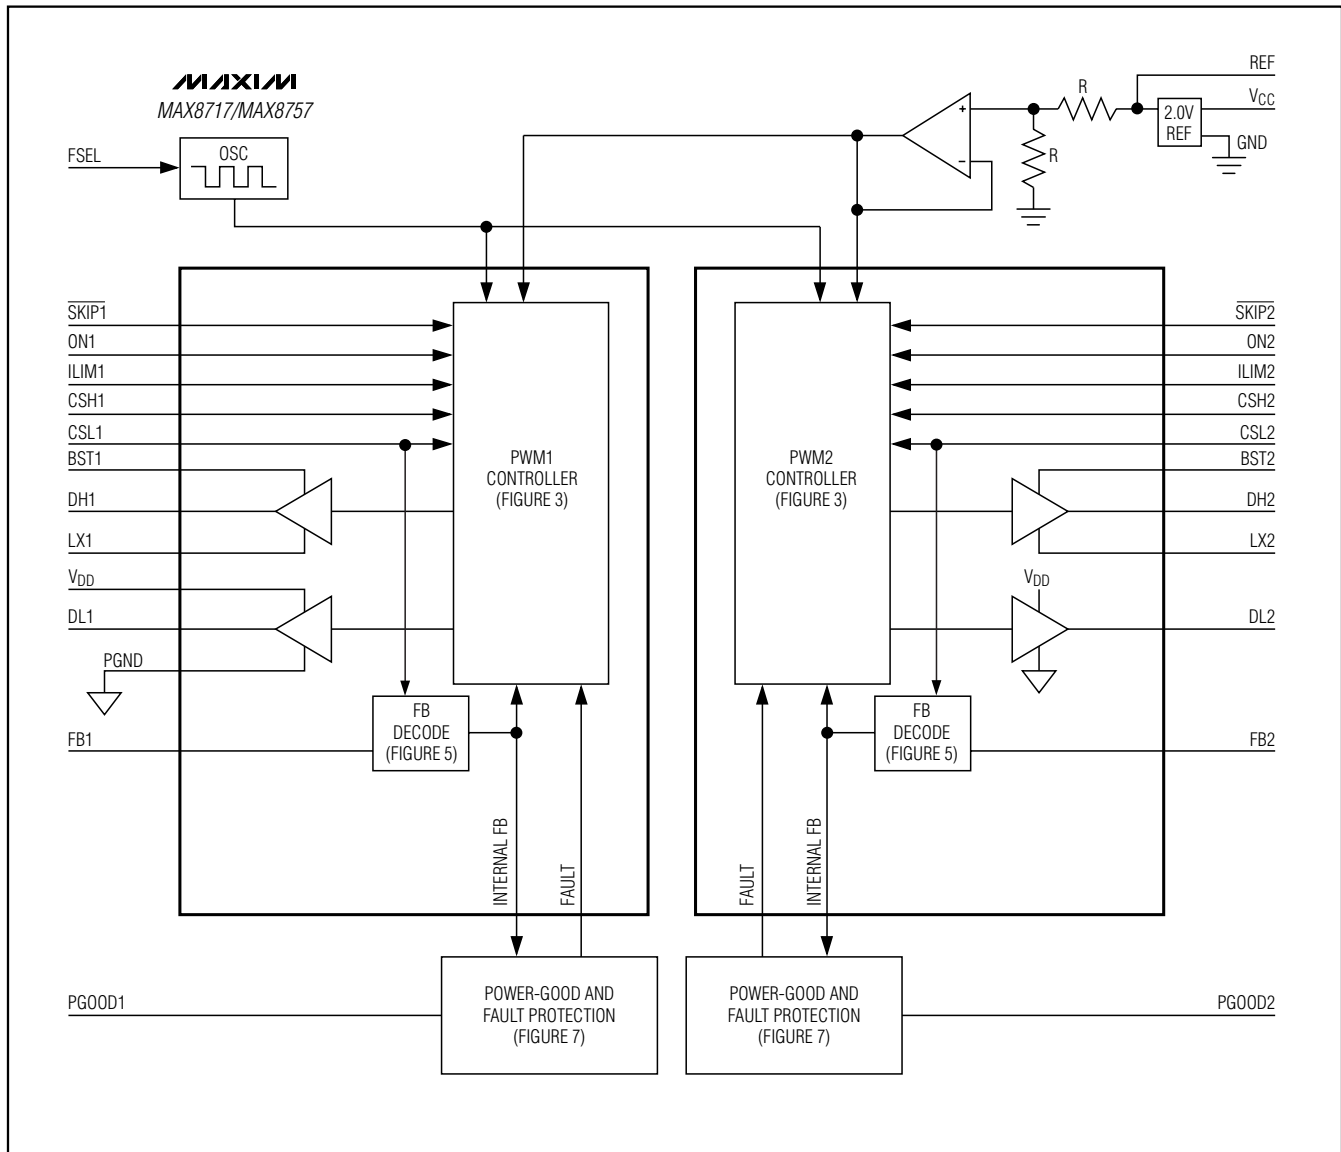 MAXIM
MAX8717/MAX8757
FSEL
OSC
R
R
+
−
2.0V
REF
REF
VCC
GND
SKIP1
ON1
ILIM1
CSH1
CSL1
BST1
DH1
LX1
VDD
DL1
PGND
FB1
PWM1
CONTROLLER
(FIGURE 3)
FB
DECODE
(FIGURE 5)
INTERNAL FB
FAULT
PWM2
CONTROLLER
(FIGURE 3)
FB
DECODE
(FIGURE 5)
FAULT
INTERNAL FB
SKIP2
ON2
ILIM2
CSH2
CSL2
BST2
DH2
LX2
VDD
DL2
FB2
PGOOD1
POWER-GOOD AND
FAULT PROTECTION
(FIGURE 7)
POWER-GOOD AND
FAULT PROTECTION
(FIGURE 7)
PGOOD2